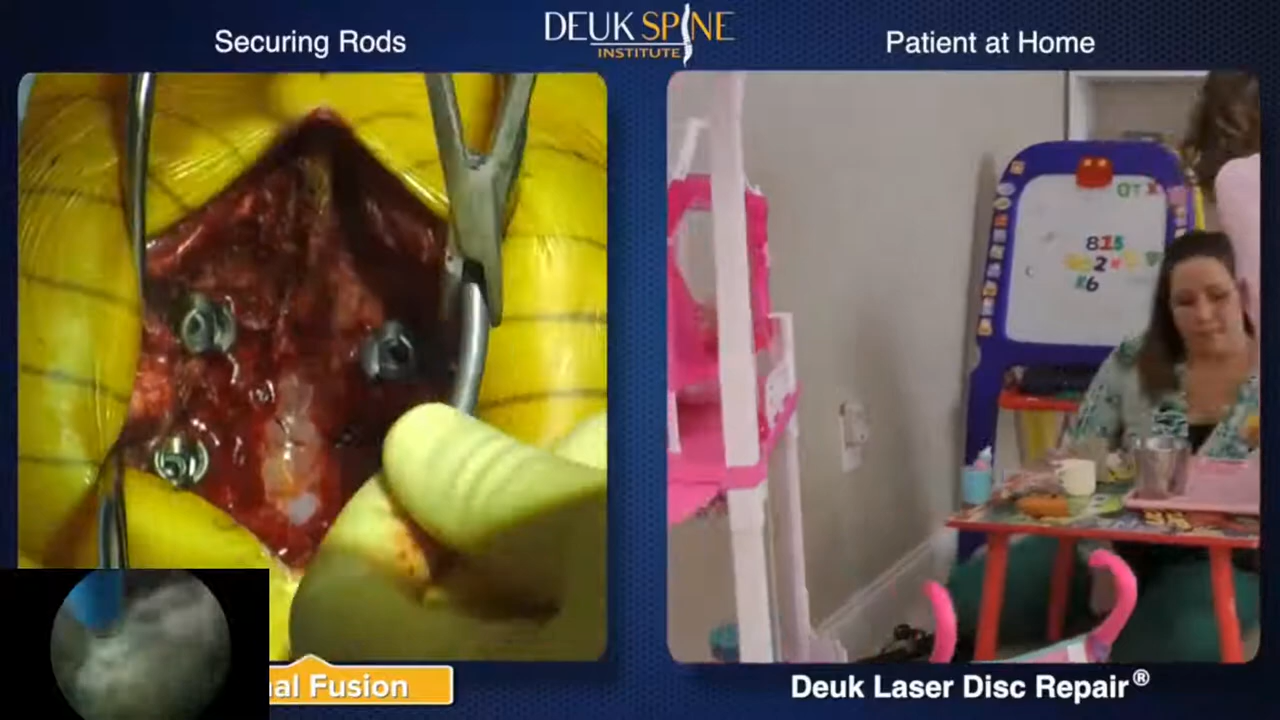 Securing Rods
DEUK SPINE
INSTITUTE
Patient at Home
815
2
6
al Fusion
Deuk Laser Disc Repair®